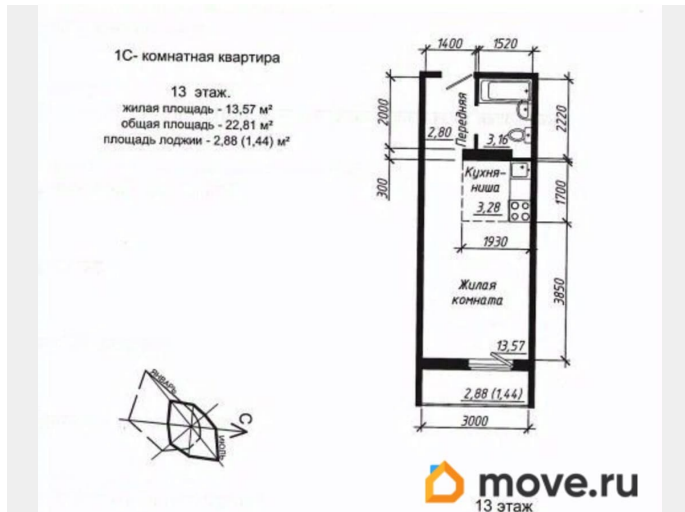 1С- комнатная квартира
13 этаж.
жилая площадь - 13,57 м²
общая площадь - 22,81 м²
площадь лоджии - 2,88 (1,44) м²
1400
1520
2000
2220
Передняя
2,80
3,16
300
Кухня-
ниша
3,28
1700
1930
3850
Жилая
комната
13,57
2,88 (1,44)
3000
ЯНВАРЬ
С
ИЮЛЬ
move.ru
13 этаж